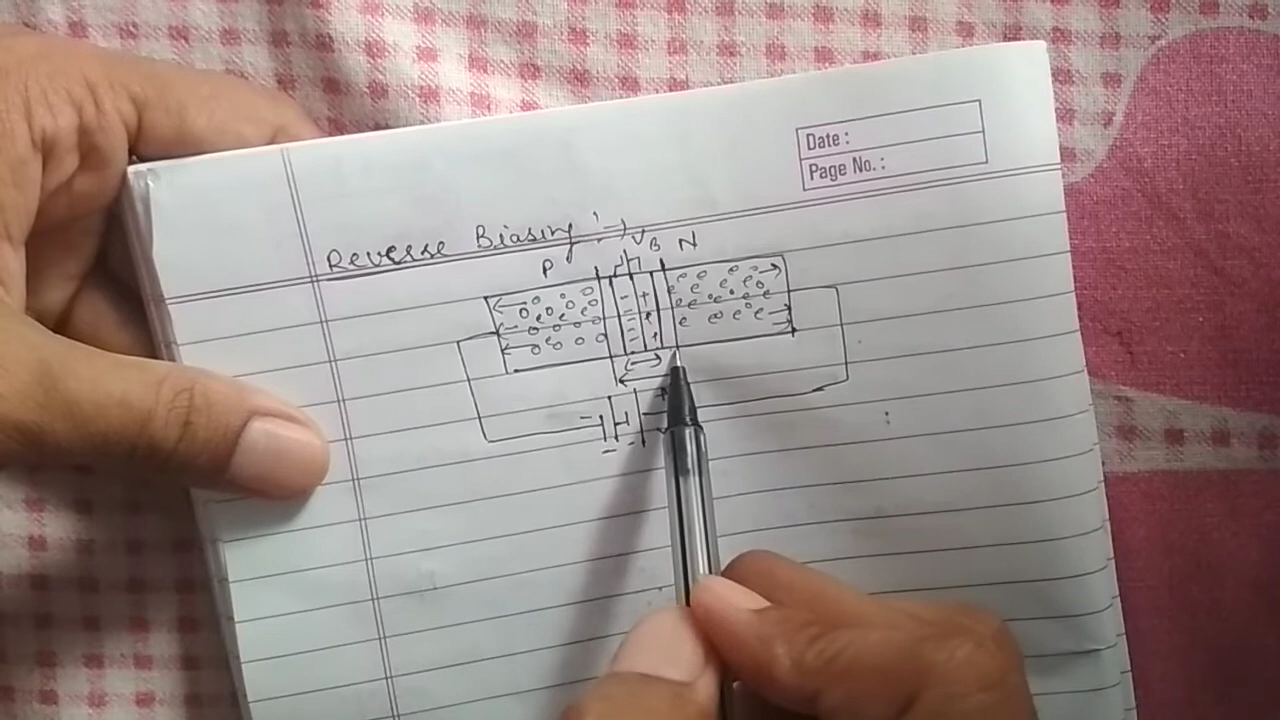 Date :
Page No. :
Reverse Biasing :→
P VB N